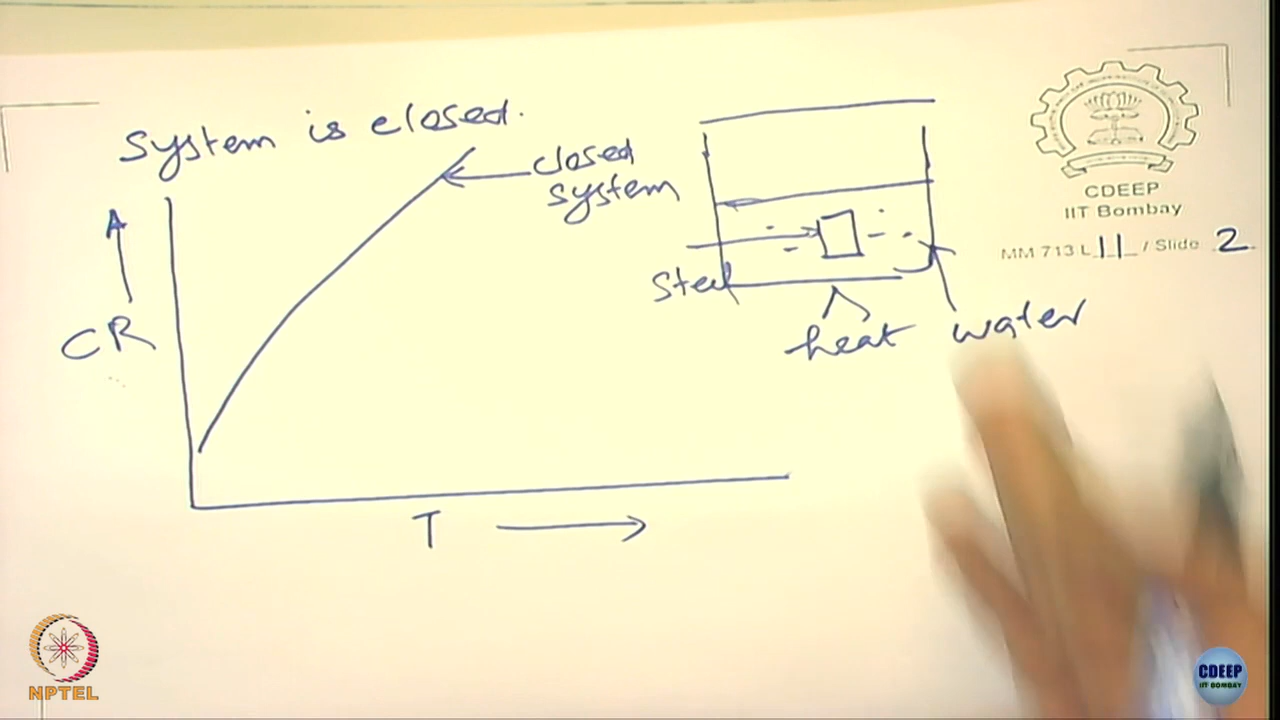 System is closed.
closed
system
CR
T
Steel
heat
water
CDEEP
IIT Bombay
MM 713 L 11 / Slide 2
NPTEL
CDEEP
IIT BOMBAY